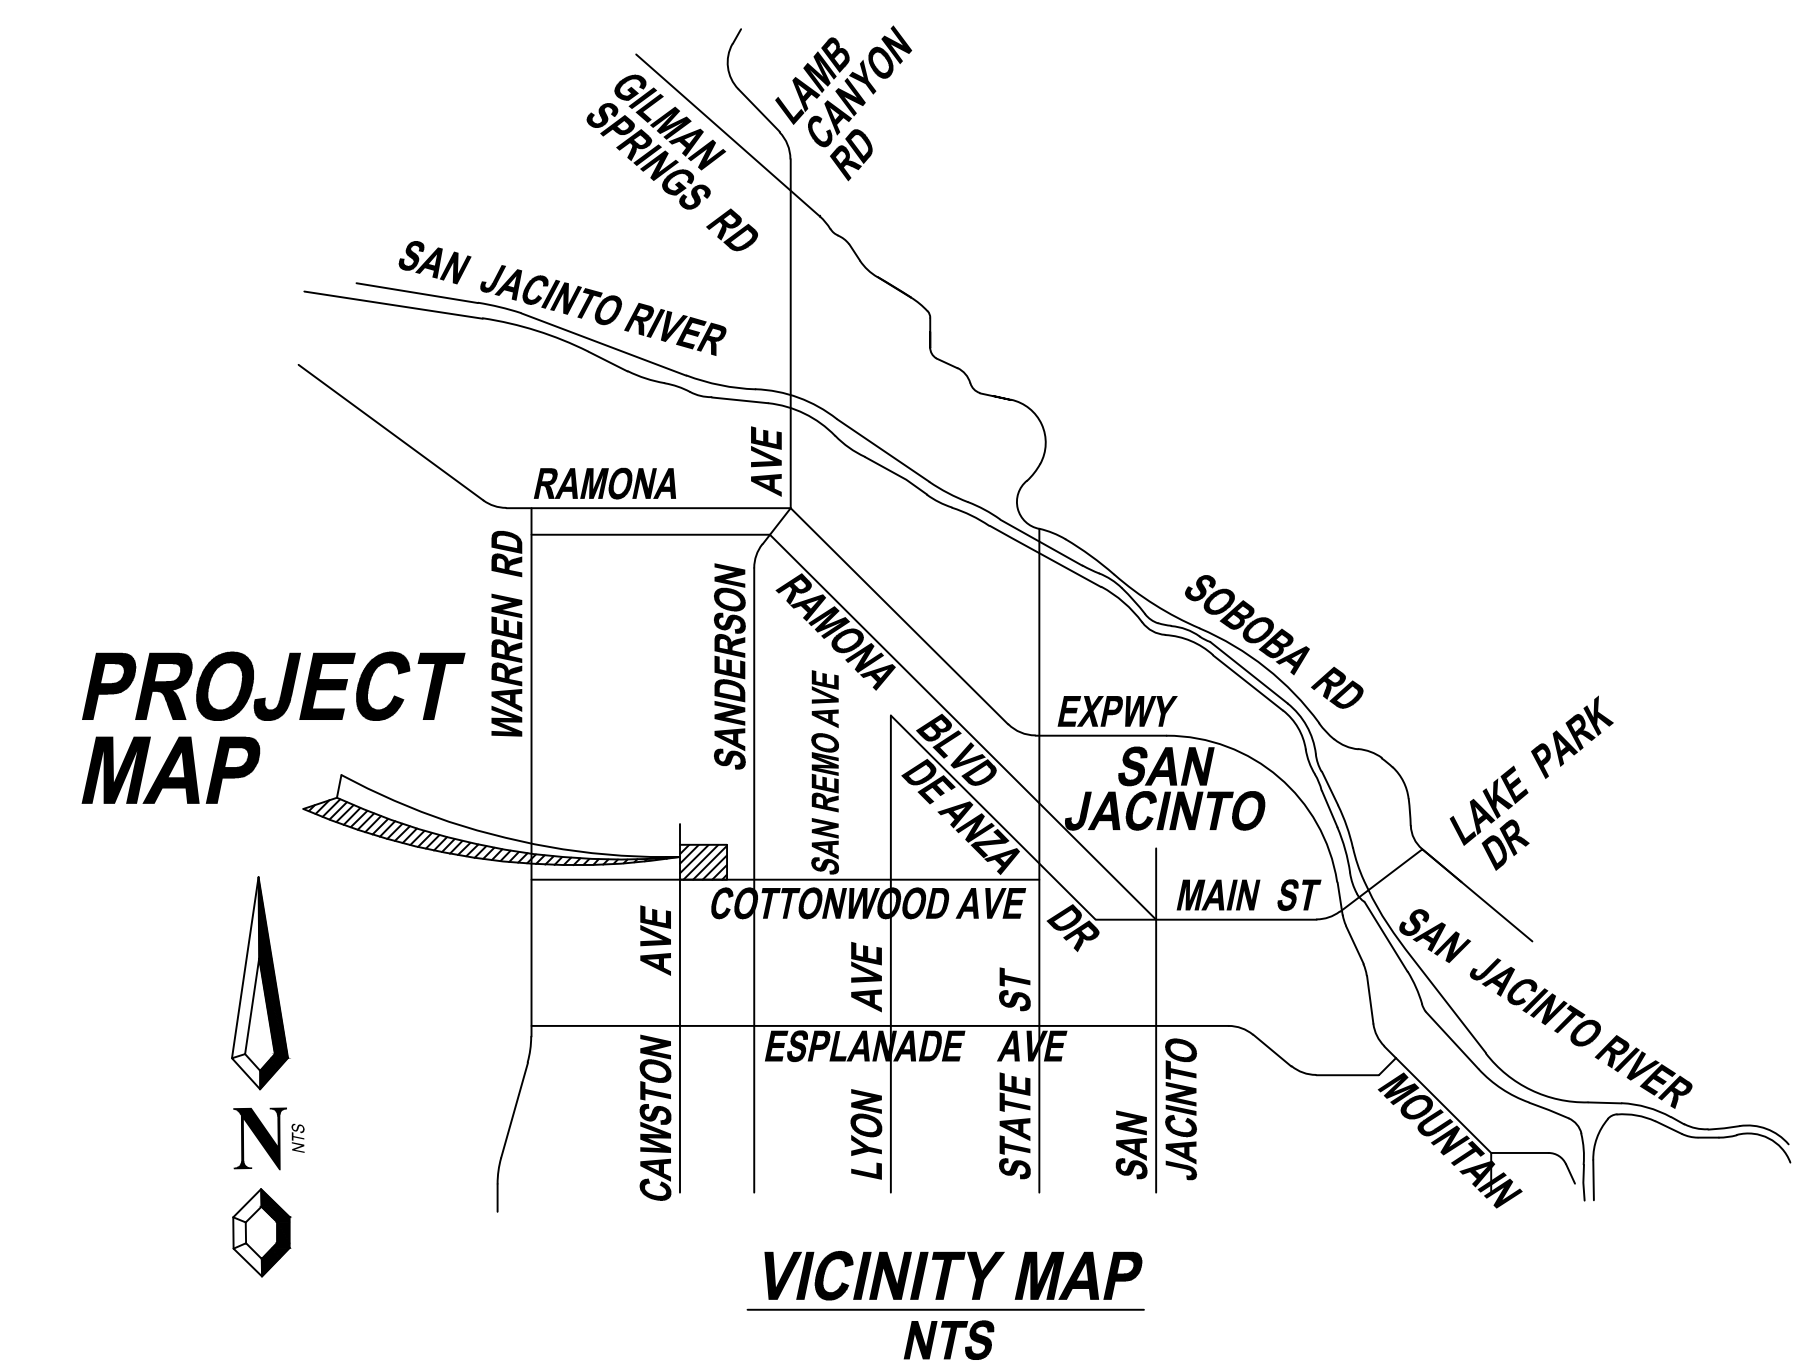 LAMB
CANYON
RD
GILMAN
SPRINGS RD
SAN JACINTO RIVER
RAMONA
AVE
WARREN RD
SANDERSON
RAMONA
BLVD
SOBOBA RD
PROJECT
MAP
SAN REMO AVE
EXPWY
SAN
JACINTO
DE ANZA
DR
LAKE PARK
DR
MAIN ST
COTTONWOOD AVE
AVE
CAWSTON
AVE
LYON
ST
STATE
ESPLANADE AVE
SAN
JACINTO
SAN JACINTO RIVER
MOUNTAIN
N
NTS
VICINITY MAP
NTS